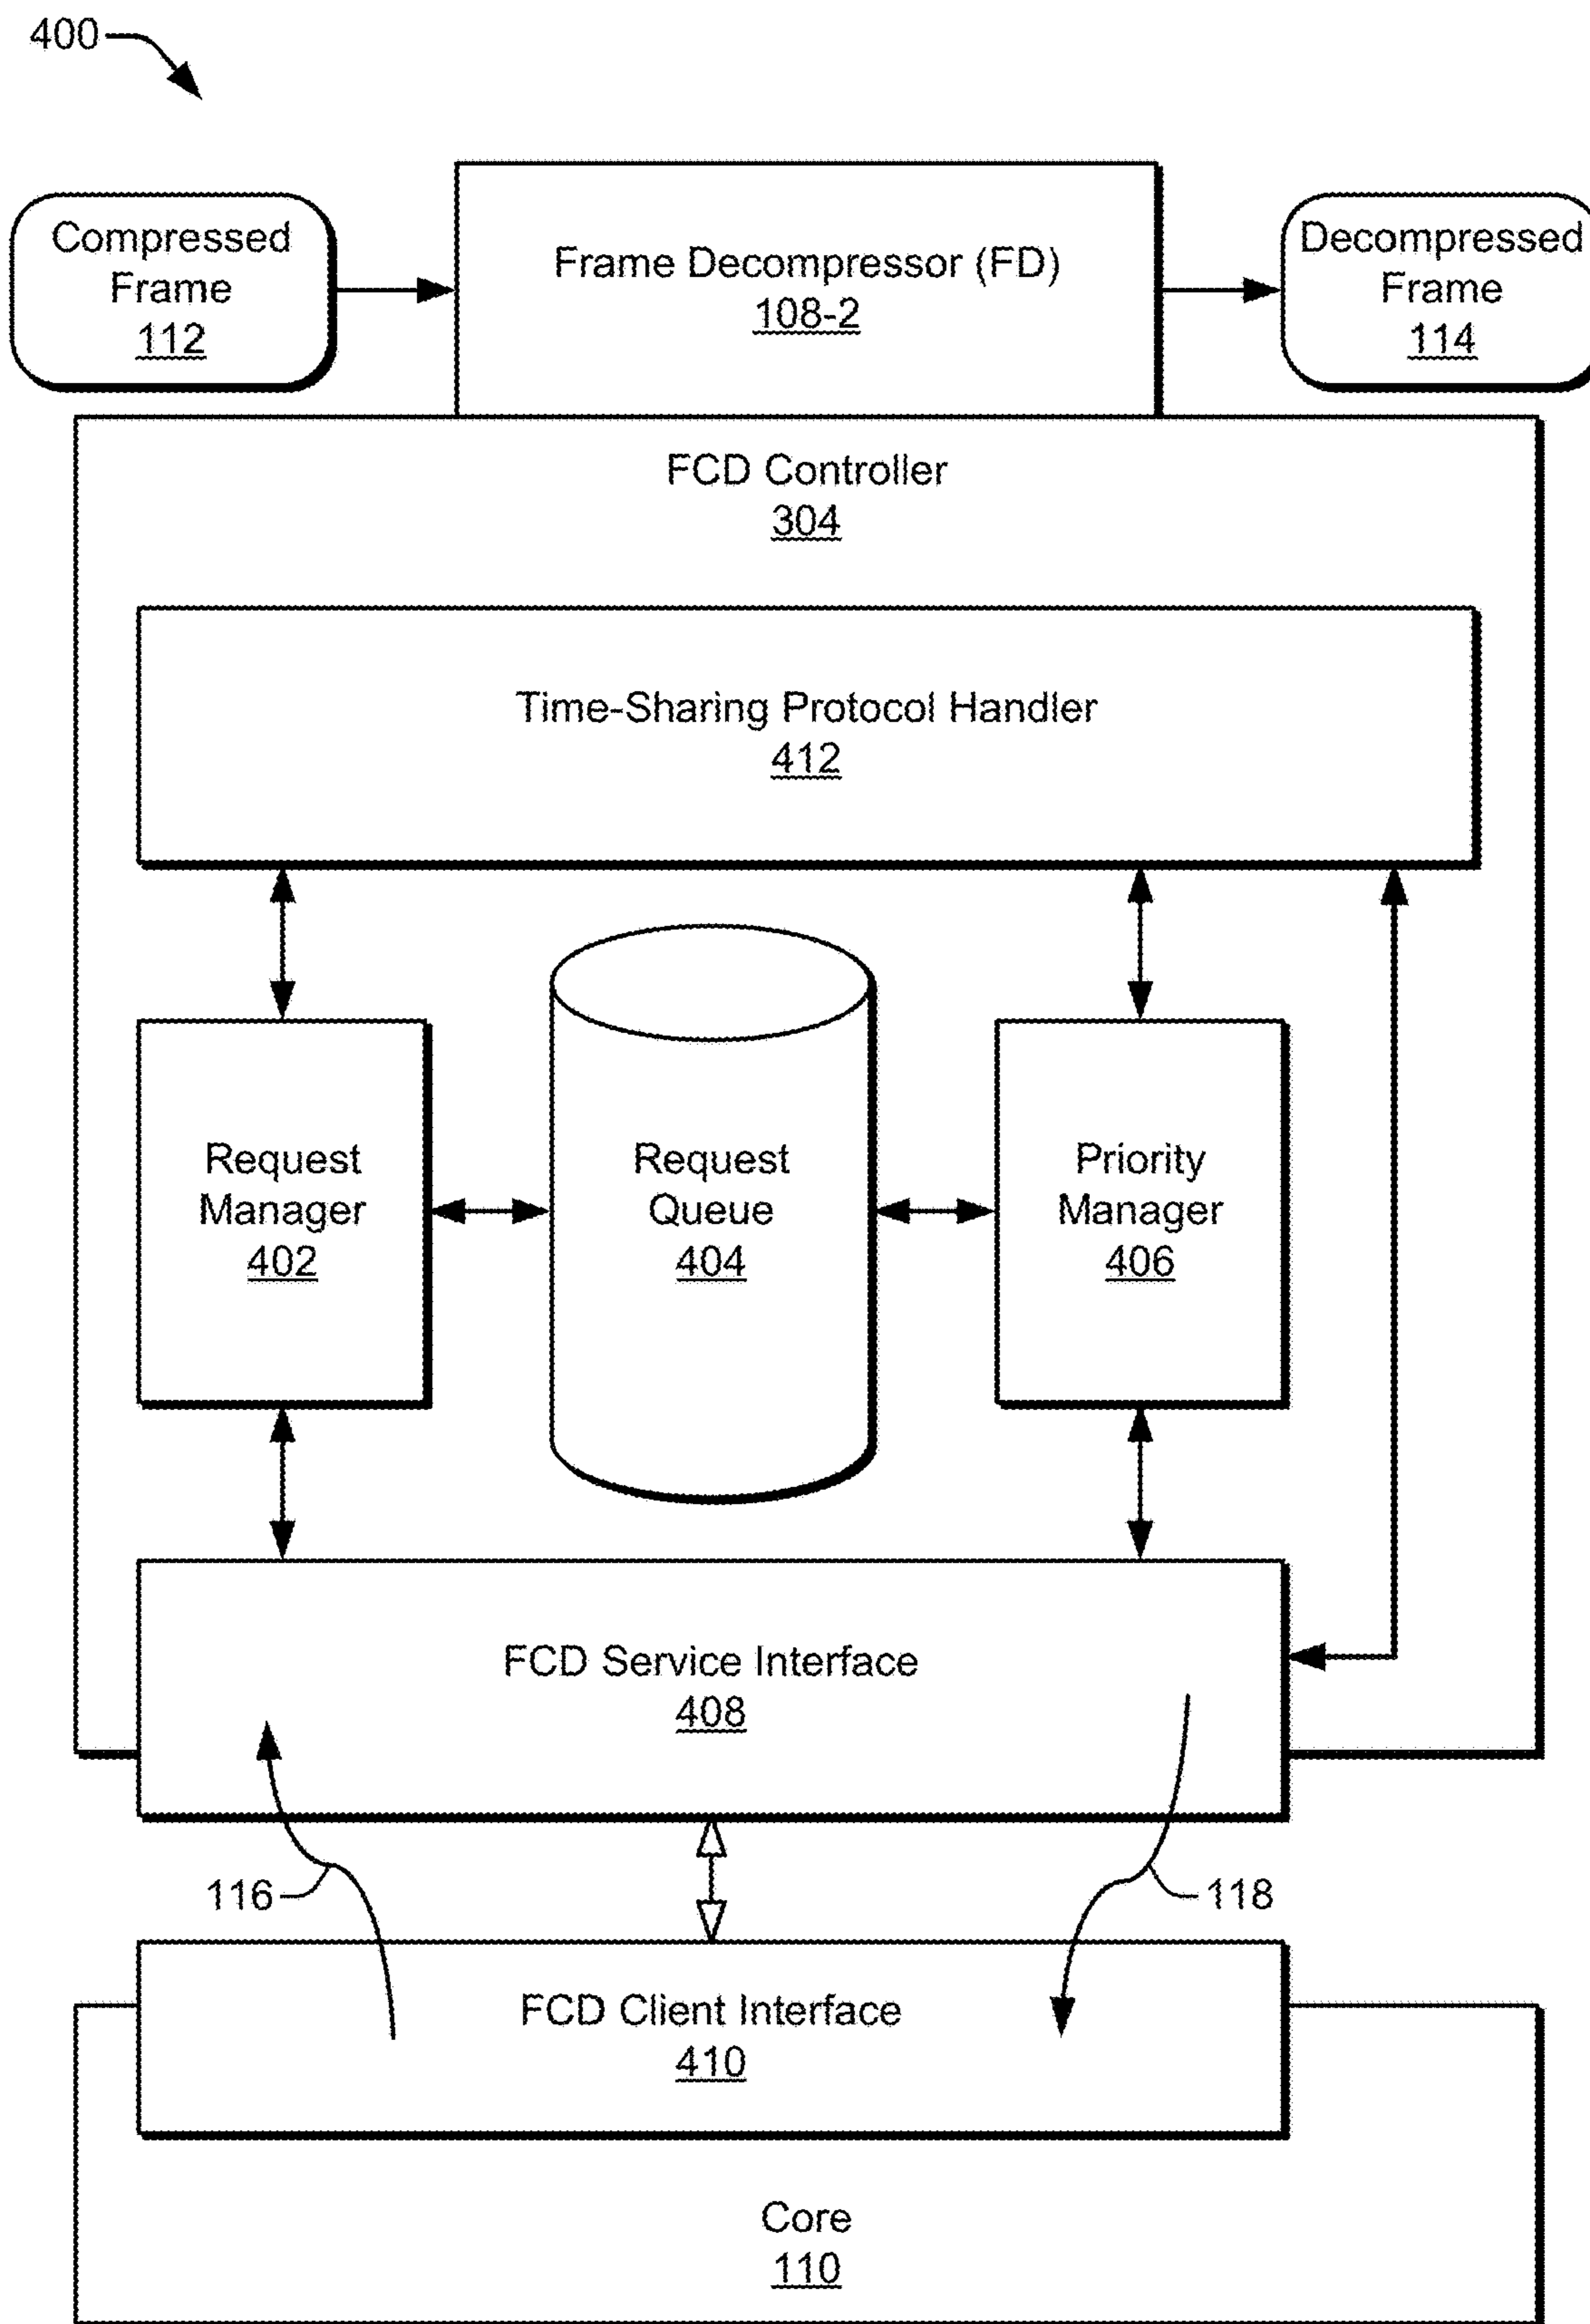 400
Compressed
Frame
112
Frame Decompressor (FD)
108-2
Decompressed
Frame
114
FCD Controller
304
Time-Sharing Protocol Handler
412
Request
Manager
402
Request
Queue
404
Priority
Manager
406
FCD Service Interface
408
116
118
FCD Client Interface
410
Core
110